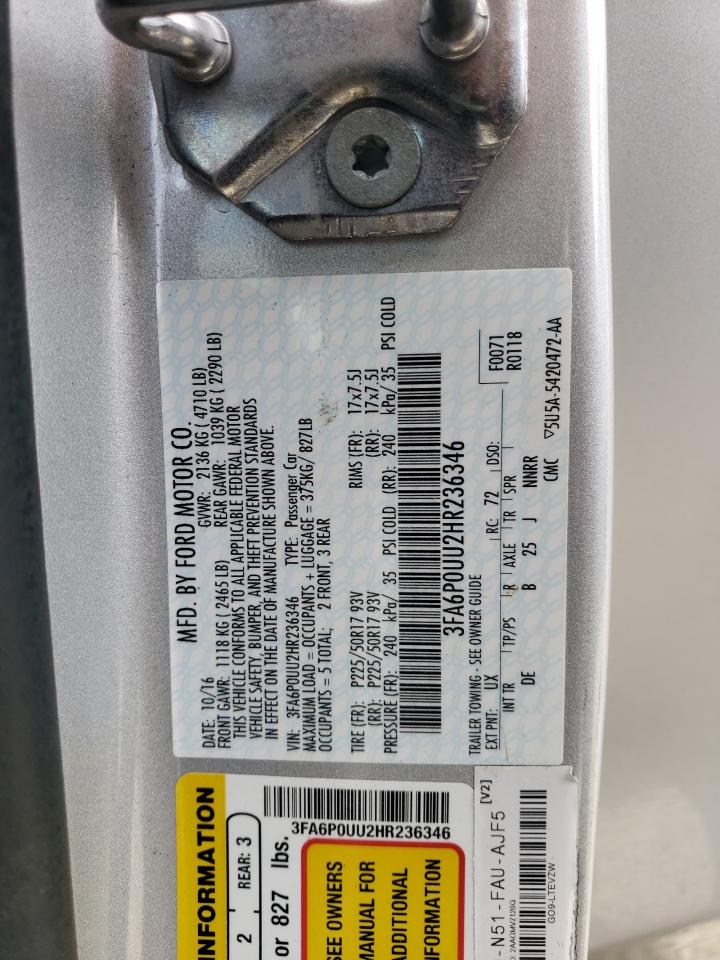 MFD. BY FORD MOTOR CO.
DATE: 10/16 GVWR: 2136 KG ( 4710 LB)
FRONT GAWR: 1118 KG ( 2465 LB) REAR GAWR: 1039 KG ( 2290 LB)
THIS VEHICLE CONFORMS TO ALL APPLICABLE FEDERAL MOTOR
VEHICLE SAFETY, BUMPER, AND THEFT PREVENTION STANDARDS
IN EFFECT ON THE DATE OF MANUFACTURE SHOWN ABOVE.
VIN: 3FA6P0UU2HR236346 TYPE: Passenger Car
MAXIMUM LOAD = OCCUPANTS + LUGGAGE = 375KG/ 827LB
OCCUPANTS = 5 TOTAL; 2 FRONT, 3 REAR
TIRE (FR): P225/50R17 93V RIMS (FR): 17x7.5J
(RR): P225/50R17 93V (RR): 17x7.5J
PRESSURE (FR): 240 kPa/ 35 PSI COLD (RR): 240 kPa/ 35 PSI COLD
3FA6P0UU2HR236346
TRAILER TOWING - SEE OWNER GUIDE
F0071
EXT PNT: UX RC: 72 DSO: R0118
INT TR TP/PS R AXLE TR SPR
DE B 25 J NNRR
CMC ▽5U5A-5420472-AA
INFORMATION
2 REAR: 3
or 827 lbs.
3FA6P0UU2HR236346
SEE OWNERS
MANUAL FOR
ADDITIONAL
INFORMATION
[V2]
-N51-FAU-AJF5
GO9-LTEVZW